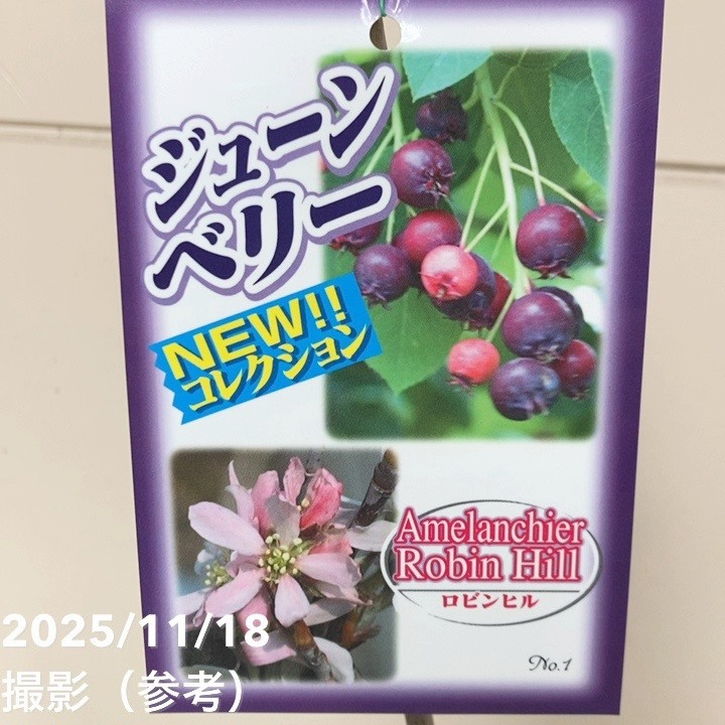 ジューン
ベリー
NEW!!
コレクション
Amelanchier
Robin Hill
ロビンヒル
No.1
2025/11/18
撮影（参考）